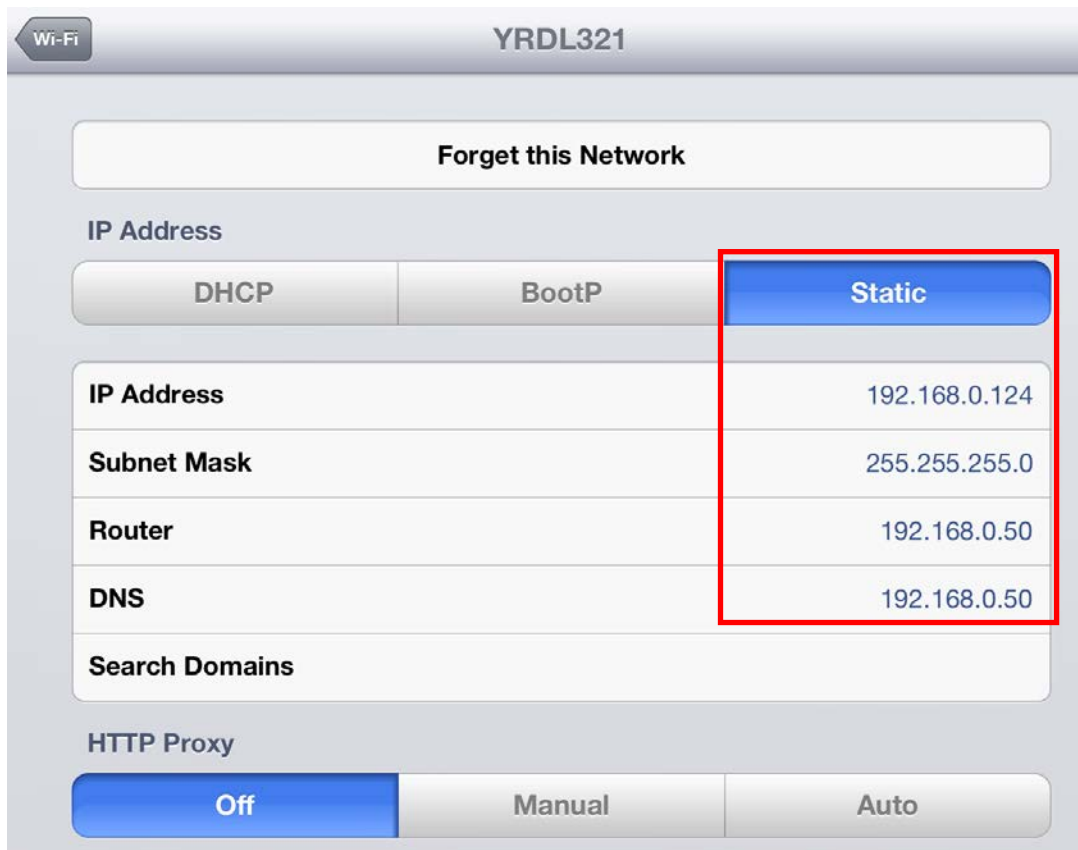 Wi-Fi YRDL321
Forget this Network
IP Address
DHCP BootP Static
IP Address 192.168.0.124
Subnet Mask 255.255.255.0
Router 192.168.0.50
DNS 192.168.0.50
Search Domains
HTTP Proxy
Off Manual Auto